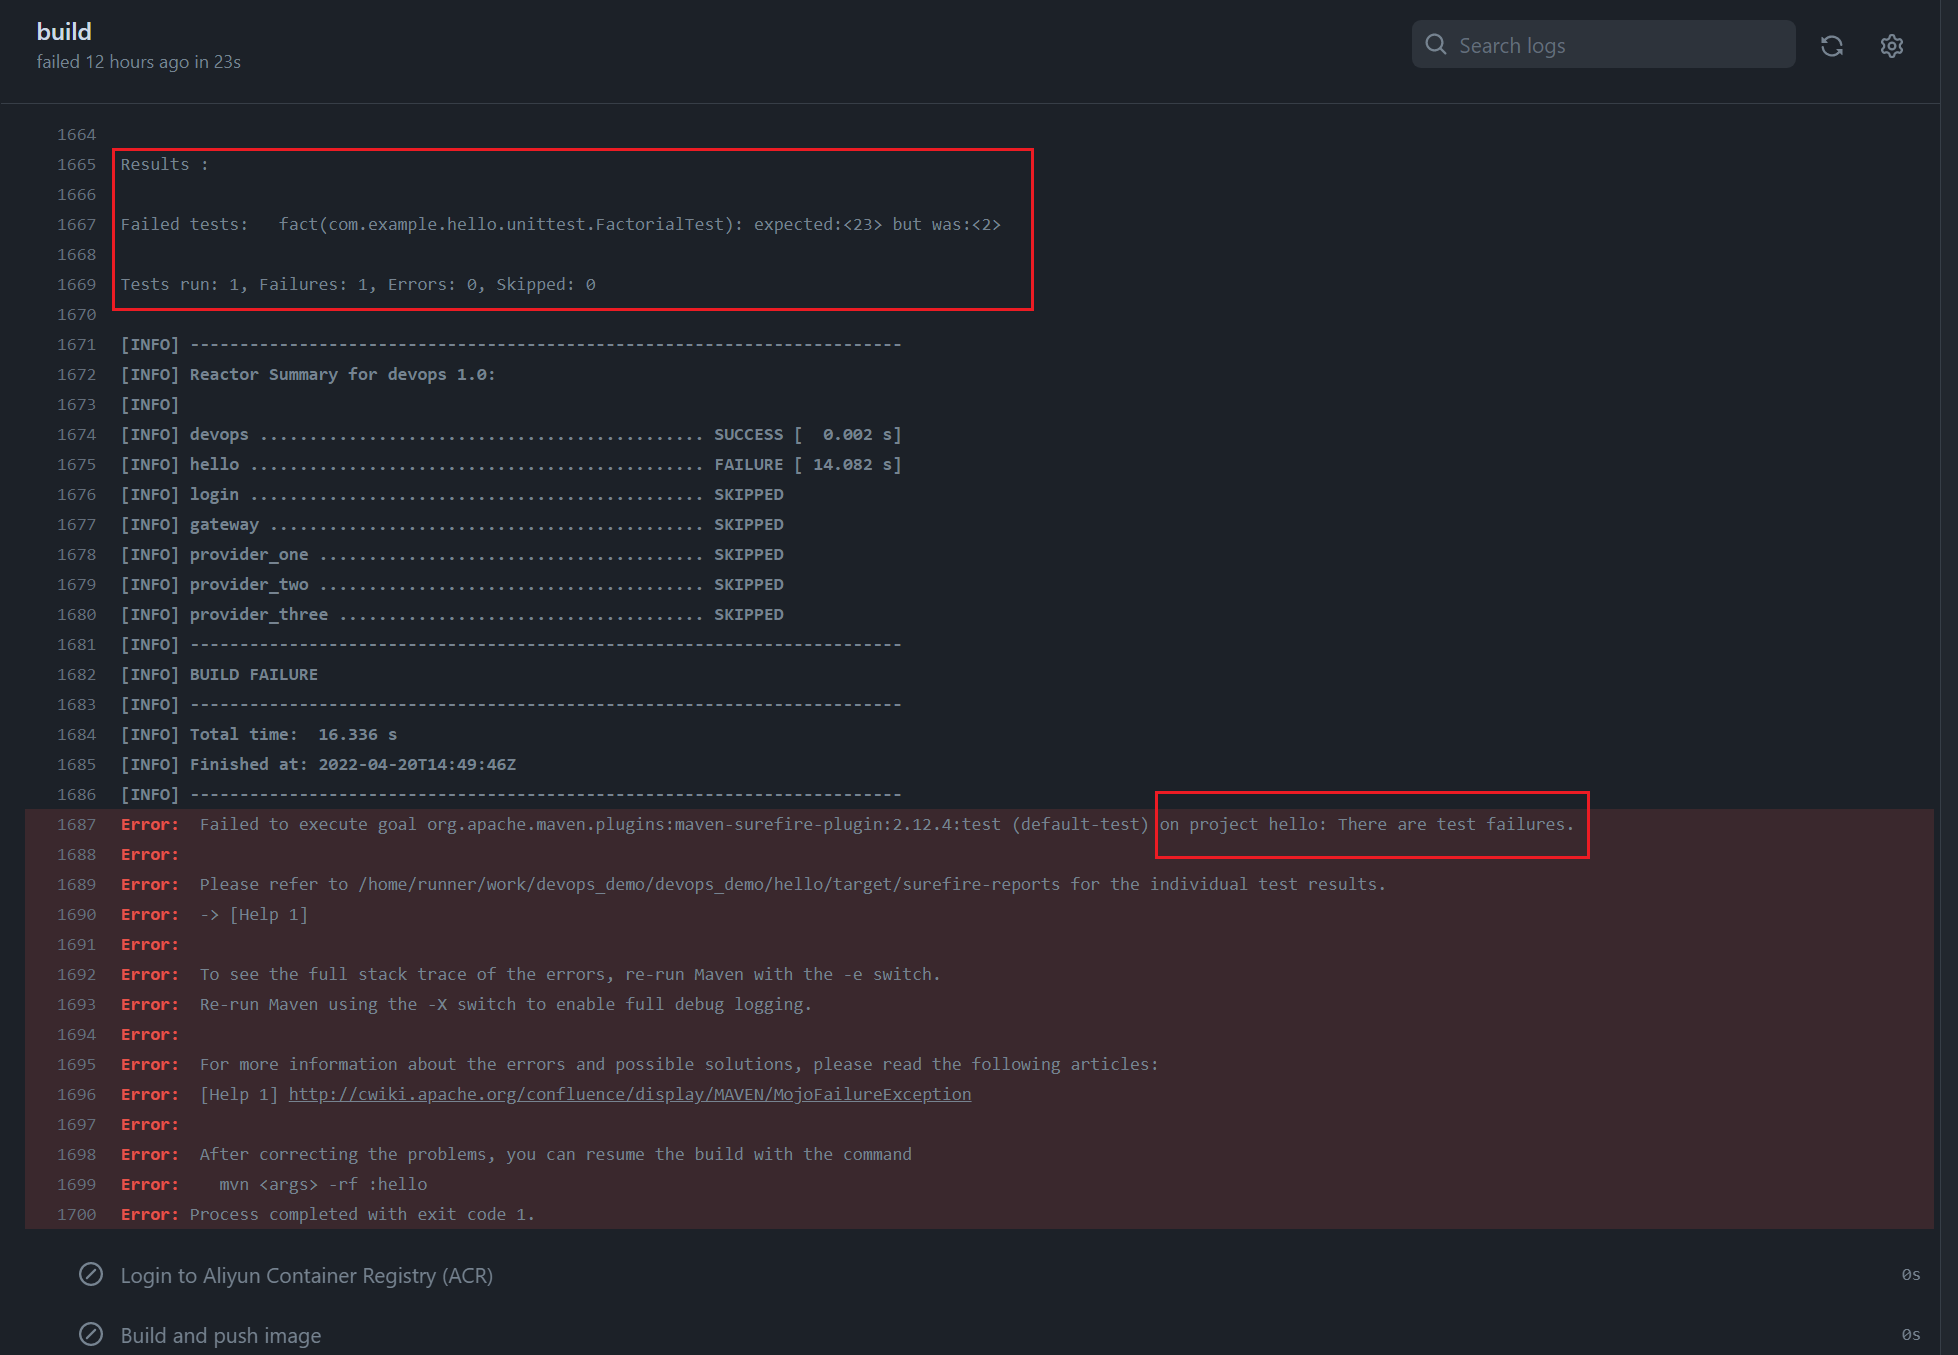 build
failed 12 hours ago in 23s
Search logs
1664
1665 Results :
1666
1667 Failed tests:   fact(com.example.hello.unittest.FactorialTest): expected:<23> but was:<2>
1668
1669 Tests run: 1, Failures: 1, Errors: 0, Skipped: 0
1670
1671 [INFO] ------------------------------------------------------------------------
1672 [INFO] Reactor Summary for devops 1.0:
1673 [INFO]
1674 [INFO] devops ............................................. SUCCESS [  0.002 s]
1675 [INFO] hello .............................................. FAILURE [ 14.082 s]
1676 [INFO] login .............................................. SKIPPED
1677 [INFO] gateway ............................................ SKIPPED
1678 [INFO] provider_one ....................................... SKIPPED
1679 [INFO] provider_two ....................................... SKIPPED
1680 [INFO] provider_three ..................................... SKIPPED
1681 [INFO] ------------------------------------------------------------------------
1682 [INFO] BUILD FAILURE
1683 [INFO] ------------------------------------------------------------------------
1684 [INFO] Total time:  16.336 s
1685 [INFO] Finished at: 2022-04-20T14:49:46Z
1686 [INFO] ------------------------------------------------------------------------
1687 Error:  Failed to execute goal org.apache.maven.plugins:maven-surefire-plugin:2.12.4:test (default-test) on project hello: There are test failures.
1688 Error:
1689 Error:  Please refer to /home/runner/work/devops_demo/devops_demo/hello/target/surefire-reports for the individual test results.
1690 Error:  -> [Help 1]
1691 Error:
1692 Error:  To see the full stack trace of the errors, re-run Maven with the -e switch.
1693 Error:  Re-run Maven using the -X switch to enable full debug logging.
1694 Error:
1695 Error:  For more information about the errors and possible solutions, please read the following articles:
1696 Error:  [Help 1] http://cwiki.apache.org/confluence/display/MAVEN/MojoFailureException
1697 Error:
1698 Error:  After correcting the problems, you can resume the build with the command
1699 Error:    mvn <args> -rf :hello
1700 Error: Process completed with exit code 1.
Login to Aliyun Container Registry (ACR) 0s
Build and push image 0s